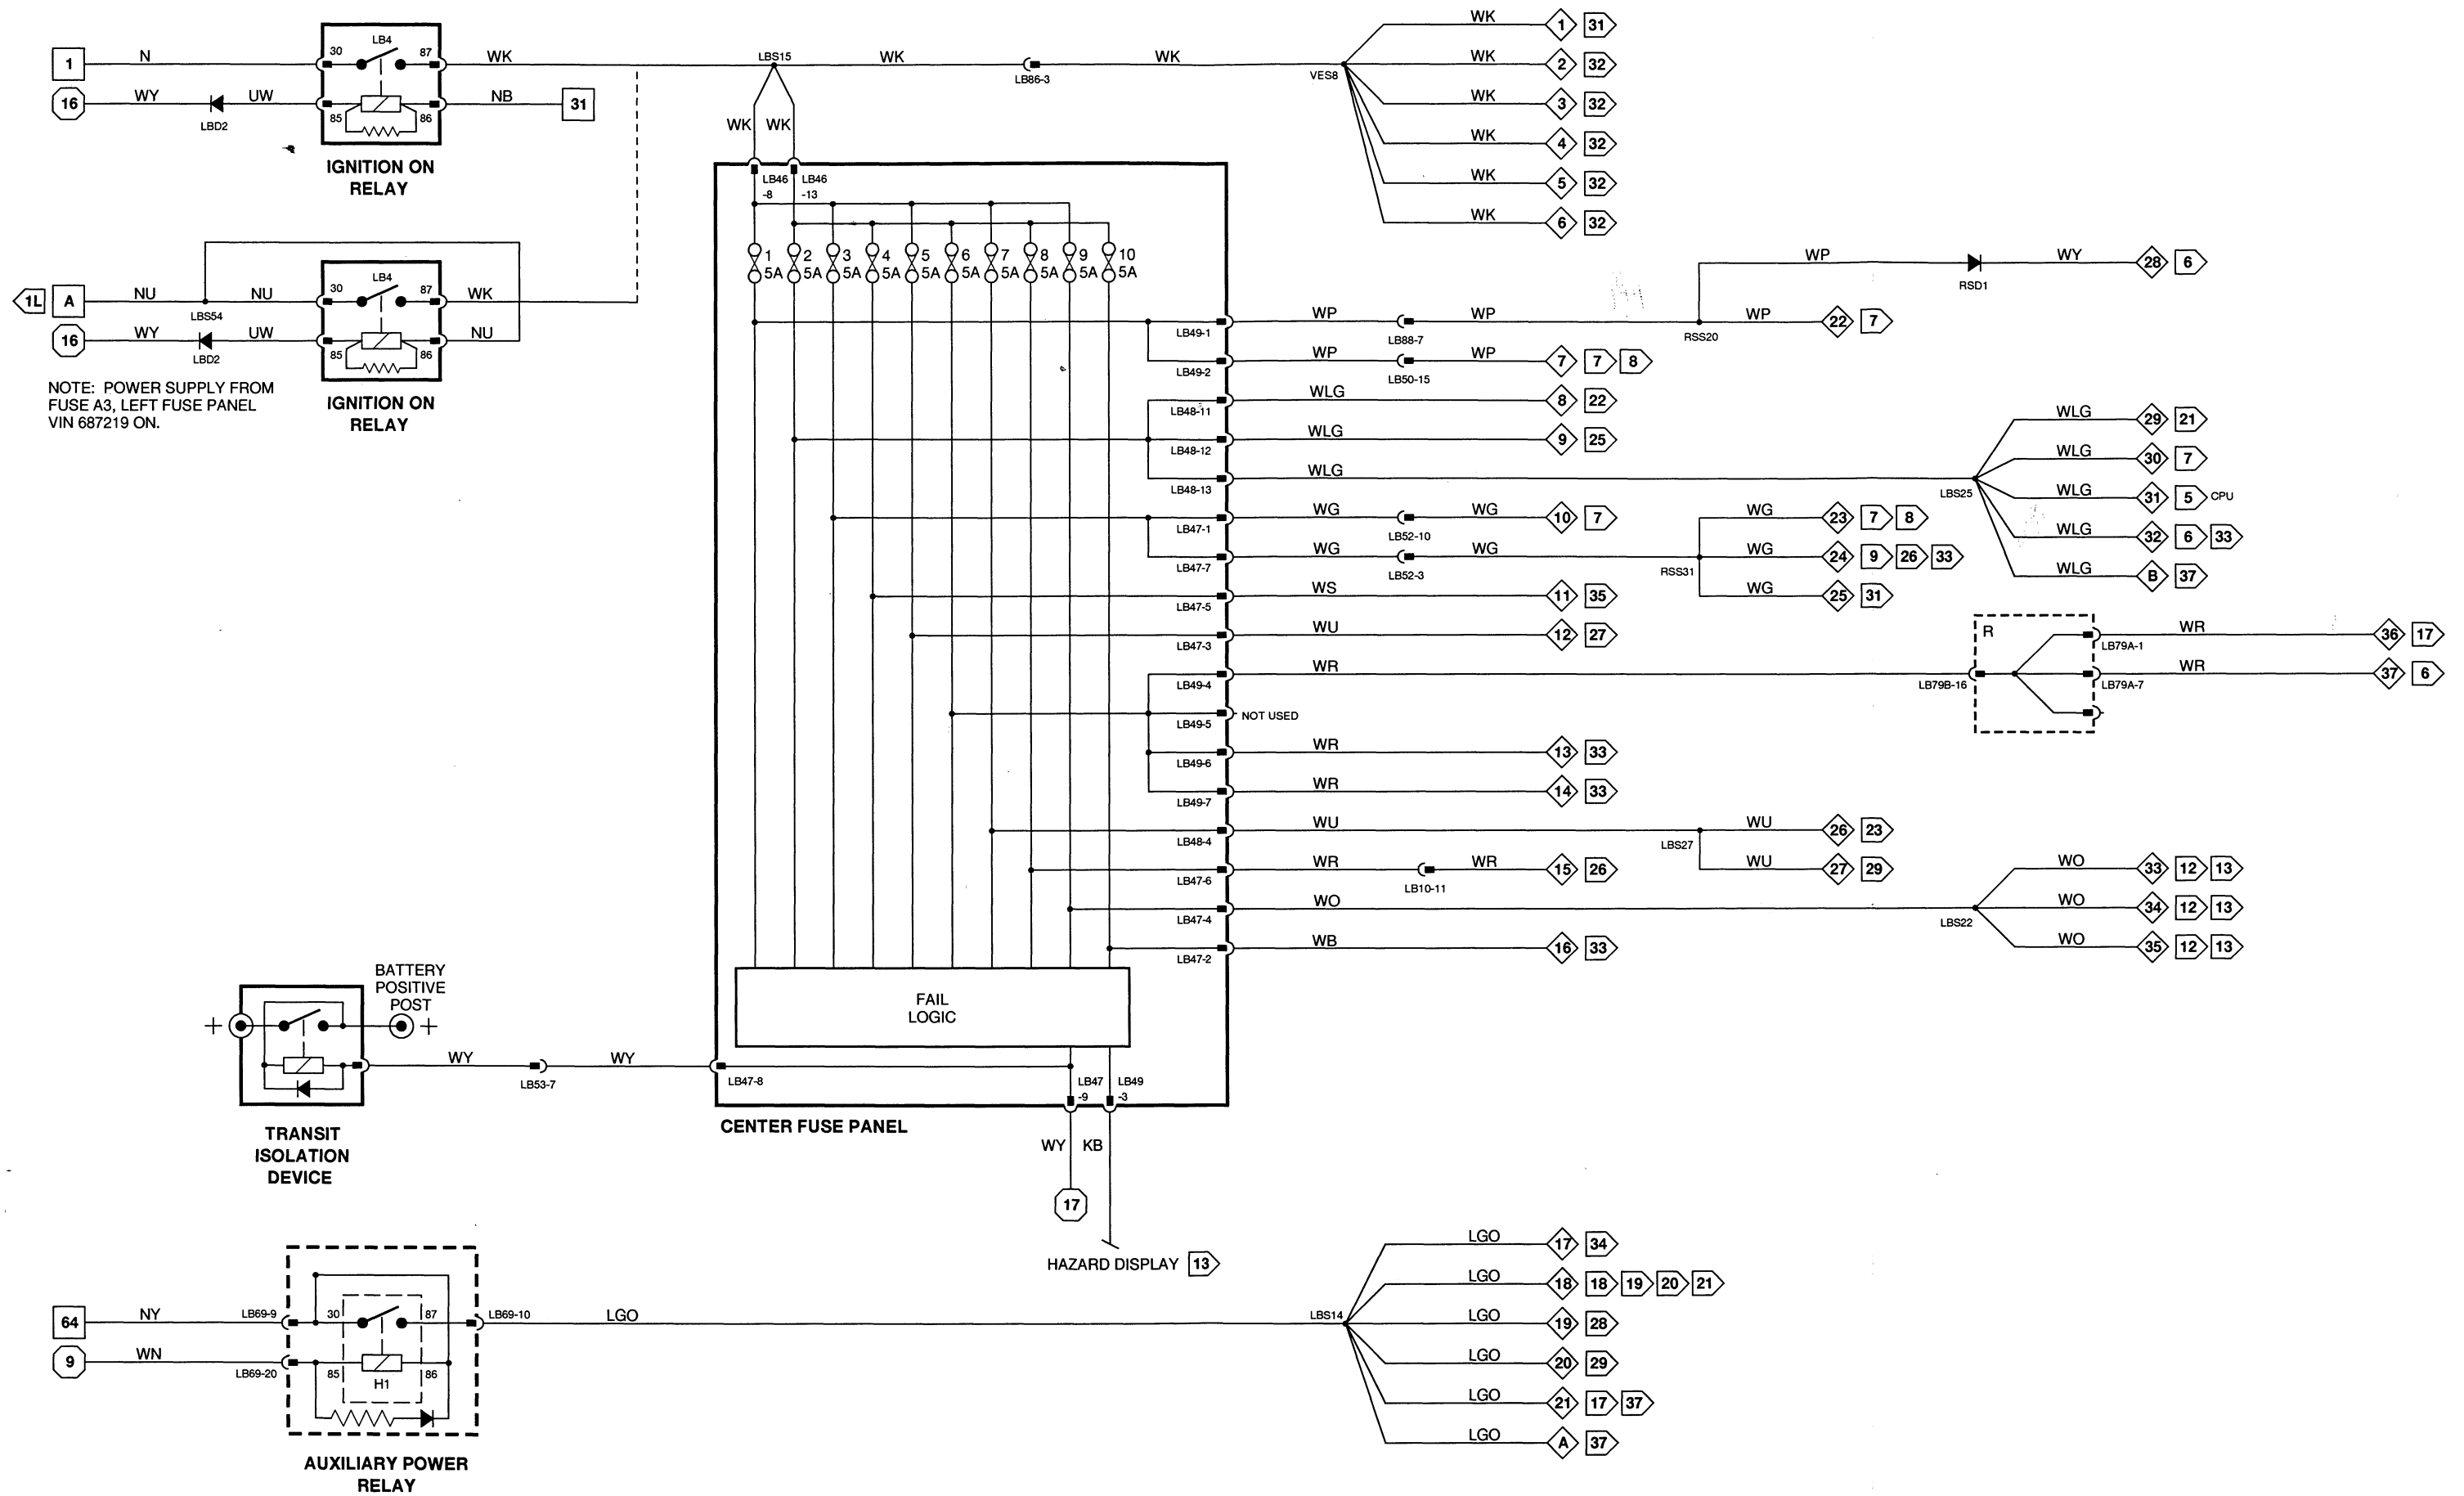 1 N 30 LB4 87 WK LBS15 WK LB86-3 WK VES8
16 WY LBD2 UW 85 86 NB 31
IGNITION ON
RELAY
WK 1 31
WK 2 32
WK 3 32
WK 4 32
WK 5 32
WK 6 32
WK WK
LB46 -8 LB46 -13
1L A NU LBS54 NU 30 LB4 87 WK
16 WY LBD2 UW 85 86 NU
NOTE: POWER SUPPLY FROM
FUSE A3, LEFT FUSE PANEL
VIN 687219 ON.
IGNITION ON
RELAY
1 2 3 4 5 6 7 8 9 10
5A 5A 5A 5A 5A 5A 5A 5A 5A 5A
WP RSD1 WY 28 6
LB49-1 WP LB88-7 WP RSS20 WP 22 7
LB49-2 WP LB50-15 WP 7 7 8
LB48-11 WLG 8 22
LB48-12 WLG 9 25
LB48-13 WLG LBS25
WLG 29 21
WLG 30 7
WLG 31 5 CPU
WLG 32 6 33
WLG B 37
LB47-1 WG LB52-10 WG 10 7
LB47-7 WG LB52-3 WG RSS31
WG 23 7 8
WG 24 9 26 33
WG 25 31
LB47-5 WS 11 35
LB47-3 WU 12 27
LB49-4 WR LB79B-16 R
LB79A-1 WR 36 17
LB79A-7 WR 37 6
LB49-5 NOT USED
LB49-6 WR 13 33
LB49-7 WR 14 33
LB48-4 WU LBS27
WU 26 23
WU 27 29
LB47-6 WR LB10-11 WR 15 26
LB47-4 WO LBS22
WO 33 12 13
WO 34 12 13
WO 35 12 13
LB47-2 WB 16 33
FAIL
LOGIC
BATTERY
POSITIVE
POST
+ +
WY LB53-7 WY LB47-8
LB47 -9 LB49 -3
TRANSIT
ISOLATION
DEVICE
CENTER FUSE PANEL
WY KB
17
HAZARD DISPLAY 13
64 NY LB69-9 30 87 LB69-10 LGO LBS14
9 WN LB69-20 85 H1 86
AUXILIARY POWER
RELAY
LGO 17 34
LGO 18 18 19 20 21
LGO 19 28
LGO 20 29
LGO 21 17 37
LGO A 37